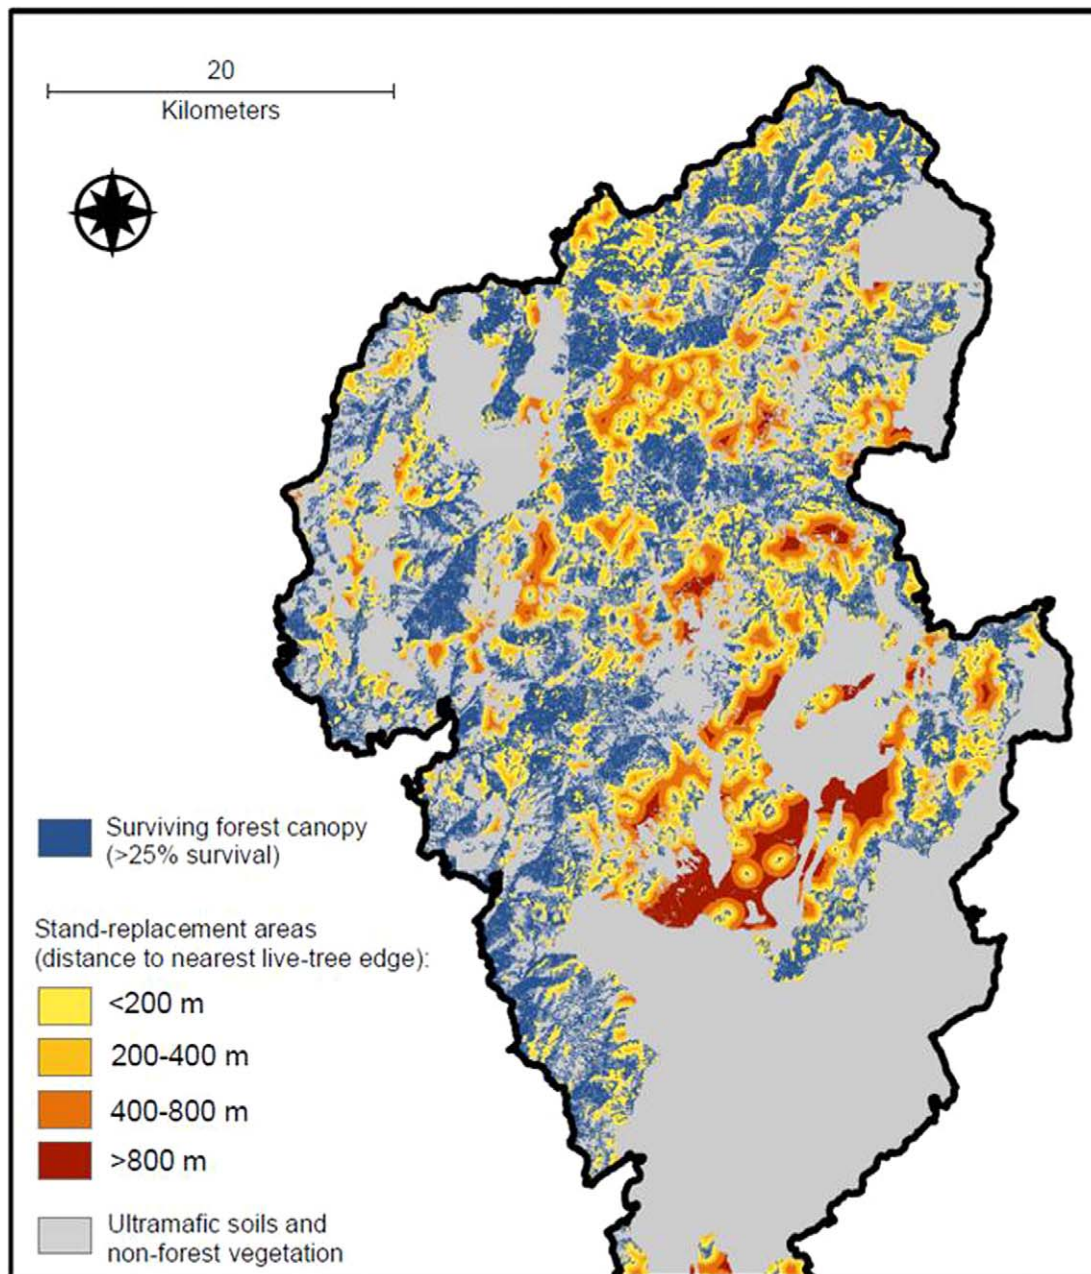 20
Kilometers
Surviving forest canopy
(>25% survival)
Stand-replacement areas
(distance to nearest live-tree edge):
<200 m
200-400 m
400-800 m
>800 m
Ultramafic soils and
non-forest vegetation